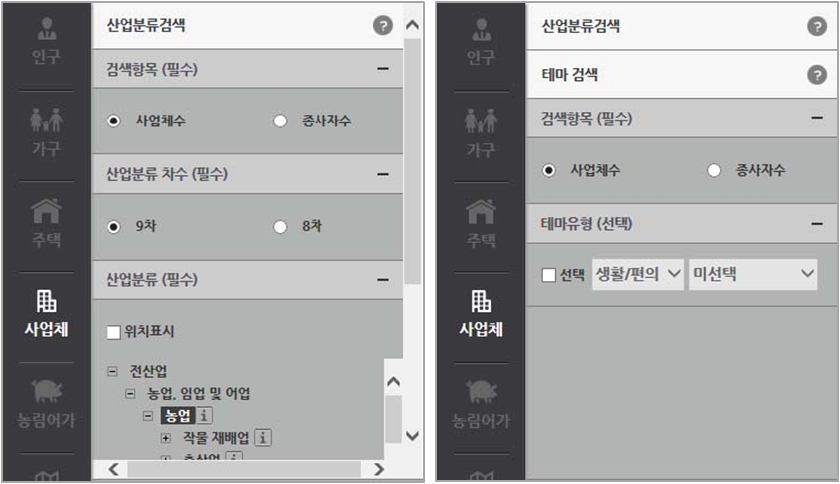 인구
가구
주택
사업체
농림어가
산업분류검색 ?
검색항목 (필수)
사업체수 종사자수
산업분류 차수 (필수)
9차 8차
산업분류 (필수)
위치표시
전산업
농업, 임업 및 어업
농업 i
작물 재배업 i
축산업 i
인구
가구
주택
사업체
농림어가
산업분류검색 ?
테마 검색 ?
검색항목 (필수)
사업체수 종사자수
테마유형 (선택)
선택 생활/편의 미선택